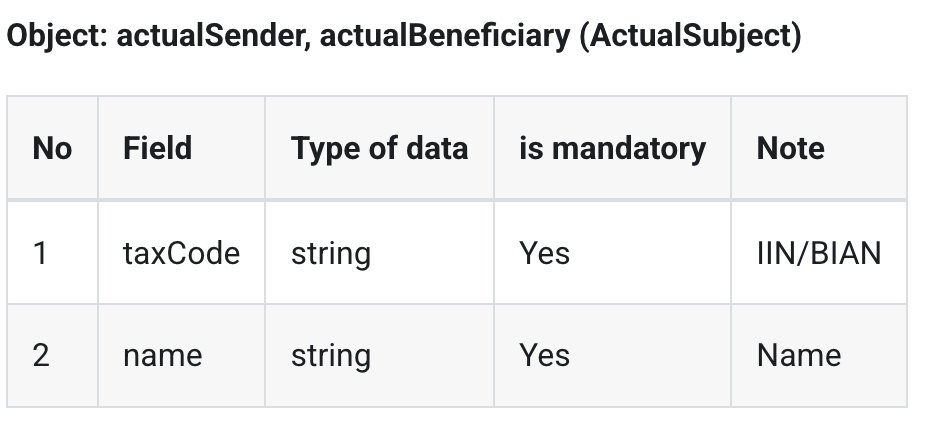 Object: actualSender, actualBeneficiary (ActualSubject)
No Field Type of data is mandatory Note
1 taxCode string Yes IIN/BIAN
2 name string Yes Name